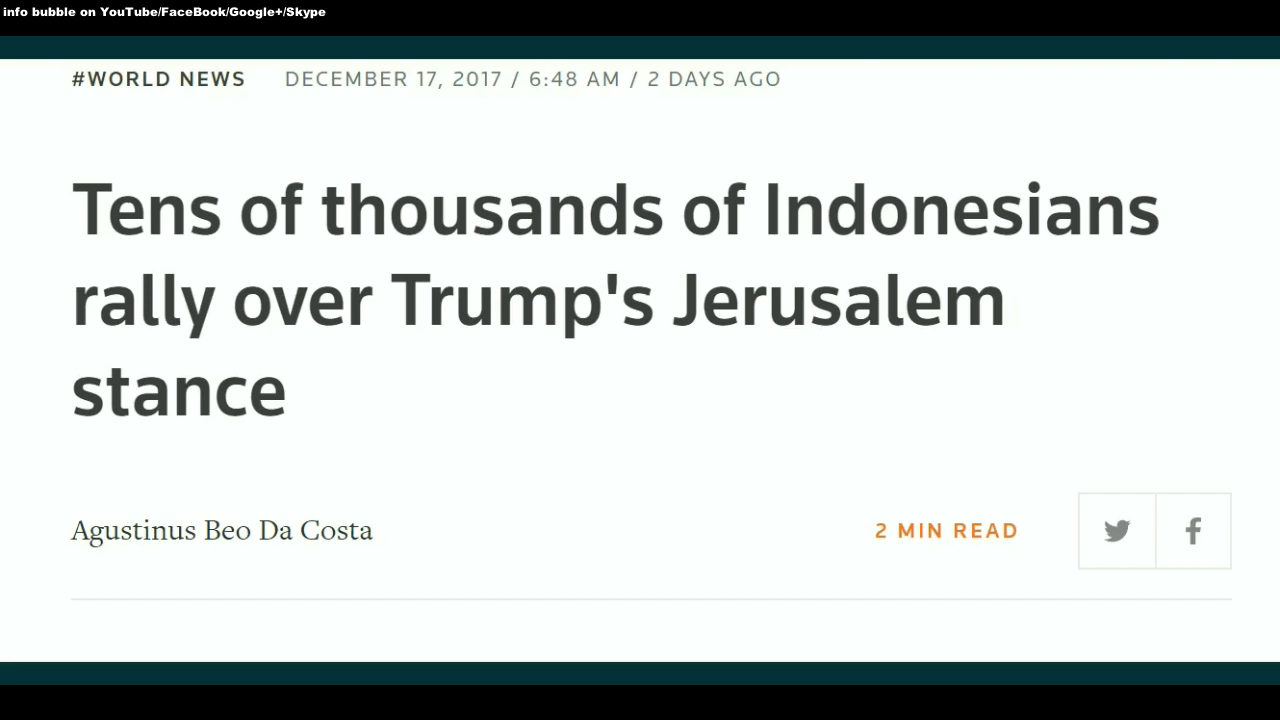 info bubble on YouTube/FaceBook/Google+/Skype
#WORLD NEWS DECEMBER 17, 2017 / 6:48 AM / 2 DAYS AGO
Tens of thousands of Indonesians
rally over Trump's Jerusalem
stance
Agustinus Beo Da Costa 2 MIN READ